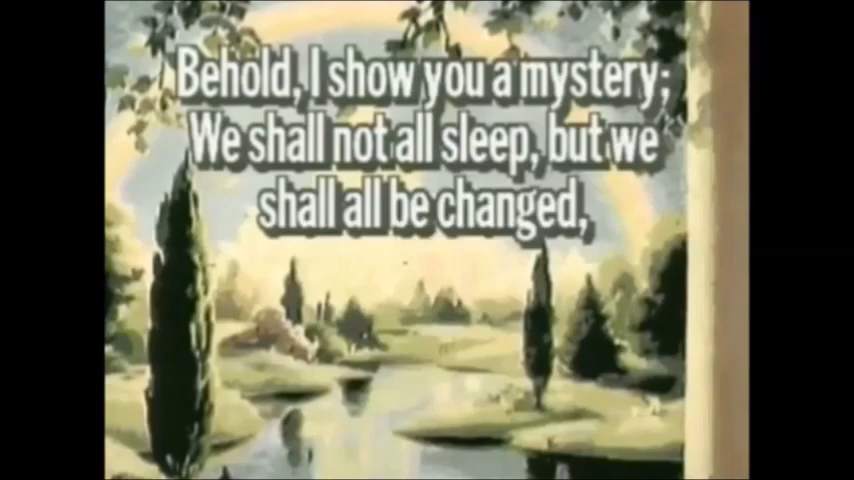 Behold, I show you a mystery;
We shall not all sleep, but we
shall all be changed,